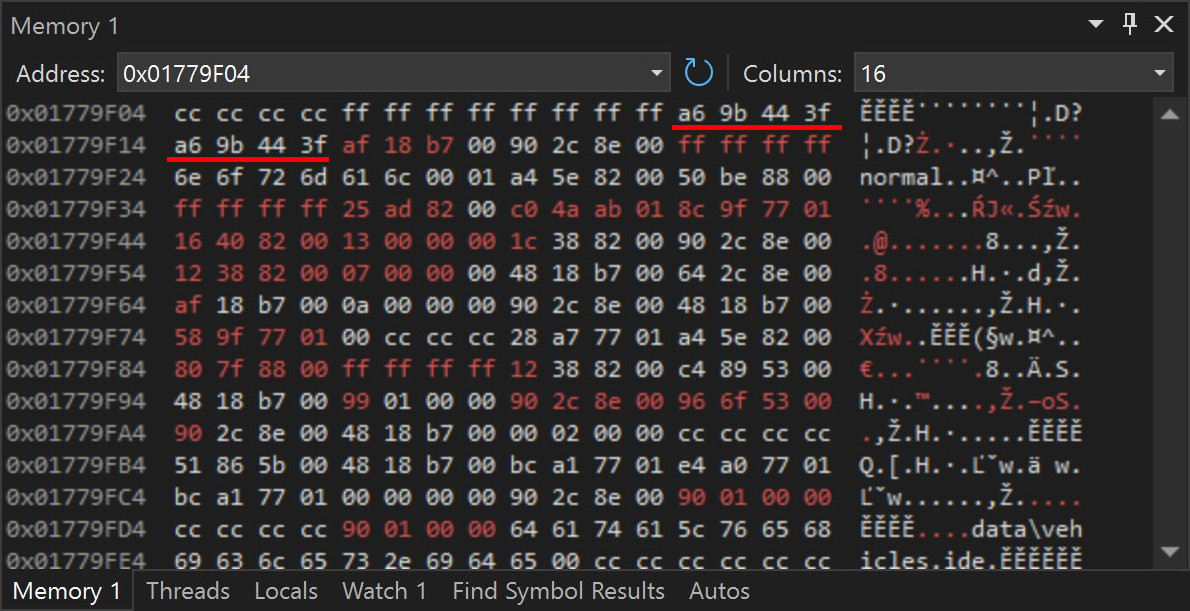 Memory 1
Address: 0x01779F04 Columns: 16
0x01779F04 cc cc cc cc ff ff ff ff ff ff ff ff a6 9b 44 3f ĚĚĚĚ˙˙˙˙˙˙˙˙¦.D?
0x01779F14 a6 9b 44 3f af 18 b7 00 90 2c 8e 00 ff ff ff ff ¦.D?Ż.·..,Ž.˙˙˙˙
0x01779F24 6e 6f 72 6d 61 6c 00 01 a4 5e 82 00 50 be 88 00 normal..¤^‚.Pľ..
0x01779F34 ff ff ff ff 25 ad 82 00 c0 4a ab 01 8c 9f 77 01 ˙˙˙˙%...ŔJ«.Śźw.
0x01779F44 16 40 82 00 13 00 00 00 1c 38 82 00 90 2c 8e 00 .@.......8...,Ž.
0x01779F54 12 38 82 00 07 00 00 00 00 48 18 b7 00 64 2c 8e 00 .8......H.·.d,Ž.
0x01779F64 af 18 b7 00 0a 00 00 00 90 2c 8e 00 48 18 b7 00 Ż.·......,Ž.H.·.
0x01779F74 58 9f 77 01 00 cc cc cc 28 a7 77 01 a4 5e 82 00 Xźw..ĚĚĚ(§w.¤^..
0x01779F84 80 7f 88 00 ff ff ff ff 12 38 82 00 c4 89 53 00 €...˙˙˙˙.8..Ä.S.
0x01779F94 48 18 b7 00 99 01 00 00 90 2c 8e 00 96 6f 53 00 H.·.™....,Ž.–oS.
0x01779FA4 90 2c 8e 00 48 18 b7 00 00 02 00 00 cc cc cc cc .,Ž.H.·.....ĚĚĚĚ
0x01779FB4 51 86 5b 00 48 18 b7 00 bc a1 77 01 e4 a0 77 01 Q.[.H.·.Ľˇw.ä w.
0x01779FC4 bc a1 77 01 00 00 00 00 90 2c 8e 00 90 01 00 00 Ľˇw......,Ž.....
0x01779FD4 cc cc cc cc 90 01 00 00 64 61 74 61 5c 76 65 68 ĚĚĚĚ....data\veh
0x01779FE4 69 63 6c 65 73 2e 69 64 65 00 cc cc cc cc cc cc icles.ide.ĚĚĚĚĚĚ
Memory 1 Threads Locals Watch 1 Find Symbol Results Autos